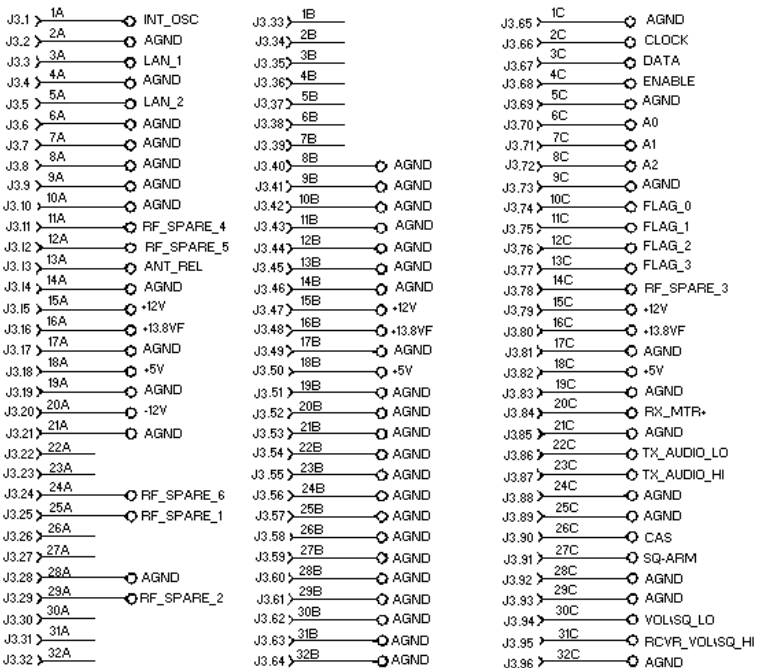 J3.1 1A INT_OSC
J3.2 2A AGND
J3.3 3A LAN_1
J3.4 4A AGND
J3.5 5A LAN_2
J3.6 6A AGND
J3.7 7A AGND
J3.8 8A AGND
J3.9 9A AGND
J3.10 10A AGND
J3.11 11A RF_SPARE_4
J3.12 12A RF_SPARE_5
J3.13 13A ANT_REL
J3.14 14A AGND
J3.15 15A +12V
J3.16 16A +13.8VF
J3.17 17A AGND
J3.18 18A +5V
J3.19 19A AGND
J3.20 20A -12V
J3.21 21A AGND
J3.22 22A
J3.23 23A
J3.24 24A RF_SPARE_6
J3.25 25A RF_SPARE_1
J3.26 26A
J3.27 27A
J3.28 28A AGND
J3.29 29A RF_SPARE_2
J3.30 30A
J3.31 31A
J3.32 32A
J3.33 1B
J3.34 2B
J3.35 3B
J3.36 4B
J3.37 5B
J3.38 6B
J3.39 7B
J3.40 8B AGND
J3.41 9B AGND
J3.42 10B AGND
J3.43 11B AGND
J3.44 12B AGND
J3.45 13B AGND
J3.46 14B AGND
J3.47 15B +12V
J3.48 16B +13.8VF
J3.49 17B AGND
J3.50 18B +5V
J3.51 19B AGND
J3.52 20B AGND
J3.53 21B AGND
J3.54 22B AGND
J3.55 23B AGND
J3.56 24B AGND
J3.57 25B AGND
J3.58 26B AGND
J3.59 27B AGND
J3.60 28B AGND
J3.61 29B AGND
J3.62 30B AGND
J3.63 31B AGND
J3.64 32B AGND
J3.65 1C AGND
J3.66 2C CLOCK
J3.67 3C DATA
J3.68 4C ENABLE
J3.69 5C AGND
J3.70 6C A0
J3.71 7C A1
J3.72 8C A2
J3.73 9C AGND
J3.74 10C FLAG_0
J3.75 11C FLAG_1
J3.76 12C FLAG_2
J3.77 13C FLAG_3
J3.78 14C RF_SPARE_3
J3.79 15C +12V
J3.80 16C +13.8VF
J3.81 17C AGND
J3.82 18C +5V
J3.83 19C AGND
J3.84 20C RX_MTR+
J3.85 21C AGND
J3.86 22C TX_AUDIO_LO
J3.87 23C TX_AUDIO_HI
J3.88 24C AGND
J3.89 25C AGND
J3.90 26C CAS
J3.91 27C SQ-ARM
J3.92 28C AGND
J3.93 29C AGND
J3.94 30C VOL\SQ_LO
J3.95 31C RCVR_VOL\SQ_HI
J3.96 32C AGND